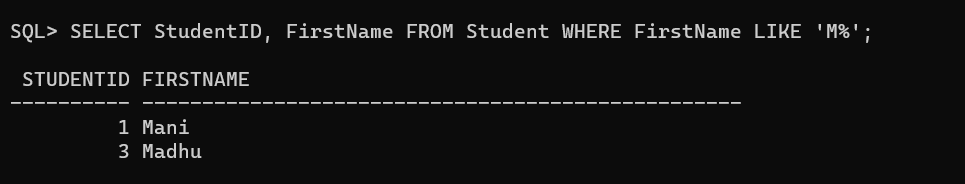 SQL> SELECT StudentID, FirstName FROM Student WHERE FirstName LIKE 'M%';
 STUDENTID FIRSTNAME
---------- --------------------------------------------------
         1 Mani
         3 Madhu